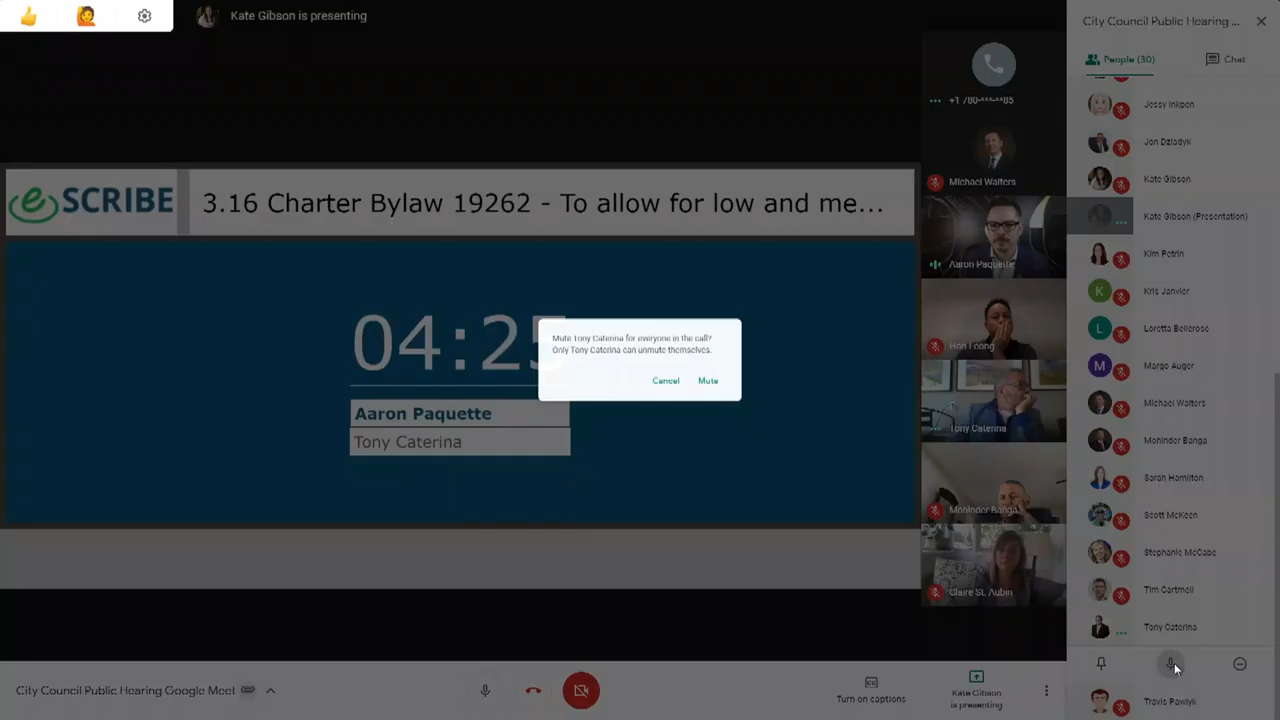 Kate Gibson is presenting
City Council Public Hearing ...
People (30)
Chat
+1 780-***-**85
Michael Walters
Aaron Paquette
Tony Caterina
Mohinder Banga
Claire St. Aubin
eSCRIBE
3.16 Charter Bylaw 19262 - To allow for low and me...
04:25
Aaron Paquette
Tony Caterina
Mute Tony Caterina for everyone in the call?
Only Tony Caterina can unmute themselves.
Cancel
Mute
Jessy Inkpen
Jon Dziadyk
Kate Gibson
Kate Gibson (Presentation)
Kim Petrin
K
Kris Janvier
L
Loretta Bellerose
M
Margo Auger
Michael Walters
Mohinder Banga
Sarah Hamilton
Scott McKeen
Stephanie McCabe
Tim Cartmell
Tony Caterina
Travis Pawlyk
City Council Public Hearing Google Meet
Turn on captions
Kate Gibson
is presenting